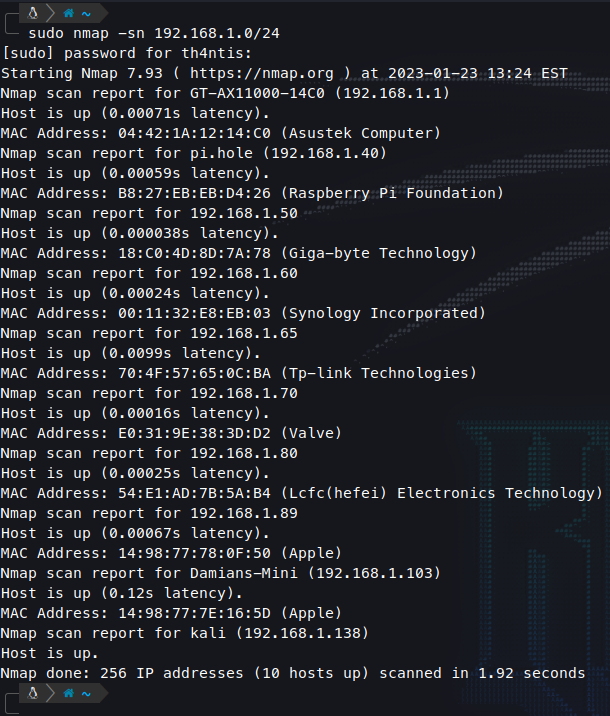 sudo nmap -sn 192.168.1.0/24
[sudo] password for th4ntis:
Starting Nmap 7.93 ( https://nmap.org ) at 2023-01-23 13:24 EST
Nmap scan report for GT-AX11000-14C0 (192.168.1.1)
Host is up (0.00071s latency).
MAC Address: 04:42:1A:12:14:C0 (Asustek Computer)
Nmap scan report for pi.hole (192.168.1.40)
Host is up (0.00059s latency).
MAC Address: B8:27:EB:EB:D4:26 (Raspberry Pi Foundation)
Nmap scan report for 192.168.1.50
Host is up (0.000038s latency).
MAC Address: 18:C0:4D:8D:7A:78 (Giga-byte Technology)
Nmap scan report for 192.168.1.60
Host is up (0.00024s latency).
MAC Address: 00:11:32:E8:EB:03 (Synology Incorporated)
Nmap scan report for 192.168.1.65
Host is up (0.0099s latency).
MAC Address: 70:4F:57:65:0C:BA (Tp-link Technologies)
Nmap scan report for 192.168.1.70
Host is up (0.00016s latency).
MAC Address: E0:31:9E:38:3D:D2 (Valve)
Nmap scan report for 192.168.1.80
Host is up (0.00025s latency).
MAC Address: 54:E1:AD:7B:5A:B4 (Lcfc(hefei) Electronics Technology)
Nmap scan report for 192.168.1.89
Host is up (0.00067s latency).
MAC Address: 14:98:77:78:0F:50 (Apple)
Nmap scan report for Damians-Mini (192.168.1.103)
Host is up (0.12s latency).
MAC Address: 14:98:77:7E:16:5D (Apple)
Nmap scan report for kali (192.168.1.138)
Host is up.
Nmap done: 256 IP addresses (10 hosts up) scanned in 1.92 seconds